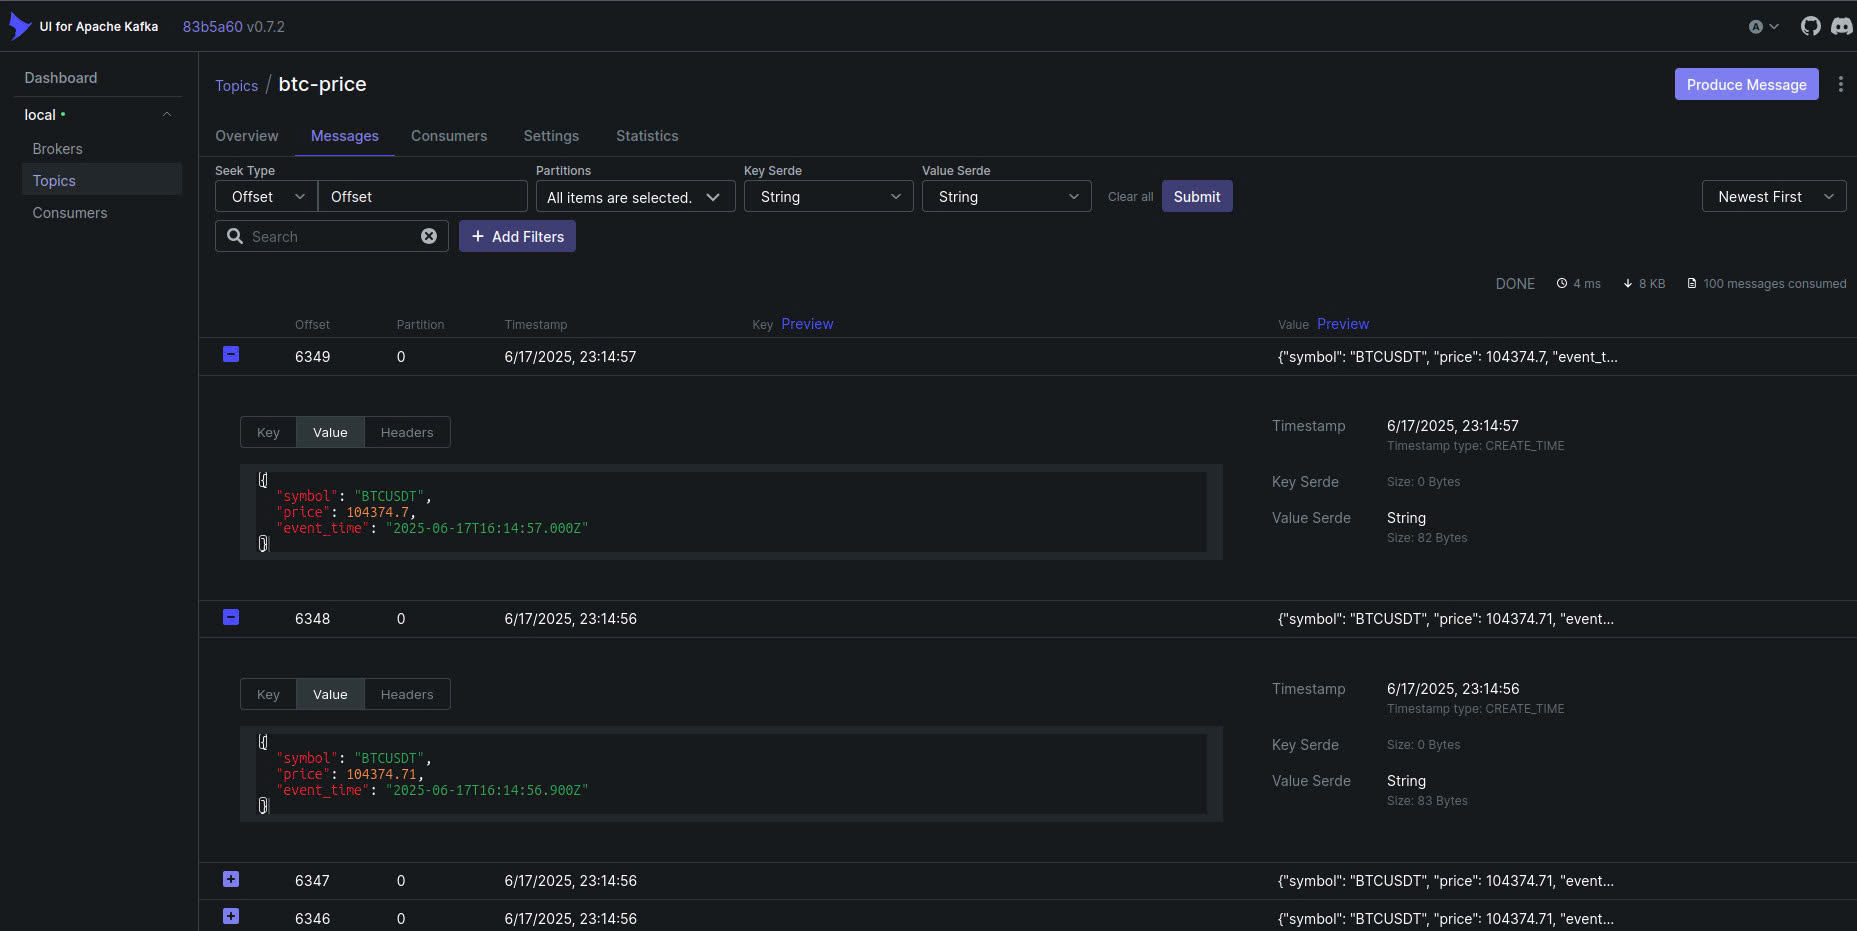 UI for Apache Kafka 83b5a60 v0.7.2 A
Dashboard
local
Brokers
Topics
Consumers
Topics / btc-price
Produce Message
Overview Messages Consumers Settings Statistics
Seek Type Partitions Key Serde Value Serde
Offset Offset All items are selected. String String Clear all Submit Newest First
Search Add Filters
DONE 4 ms 8 KB 100 messages consumed
Offset Partition Timestamp Key Preview Value Preview
6349 0 6/17/2025, 23:14:57 {"symbol": "BTCUSDT", "price": 104374.7, "event_t...
Key Value Headers
{
"symbol": "BTCUSDT",
"price": 104374.7,
"event_time": "2025-06-17T16:14:57.000Z"
}
Timestamp 6/17/2025, 23:14:57
Timestamp type: CREATE_TIME
Key Serde Size: 0 Bytes
Value Serde String
Size: 82 Bytes
6348 0 6/17/2025, 23:14:56 {"symbol": "BTCUSDT", "price": 104374.71, "event...
Key Value Headers
{
"symbol": "BTCUSDT",
"price": 104374.71,
"event_time": "2025-06-17T16:14:56.900Z"
}
Timestamp 6/17/2025, 23:14:56
Timestamp type: CREATE_TIME
Key Serde Size: 0 Bytes
Value Serde String
Size: 83 Bytes
6347 0 6/17/2025, 23:14:56 {"symbol": "BTCUSDT", "price": 104374.71, "event...
6346 0 6/17/2025, 23:14:56 {"symbol": "BTCUSDT", "price": 104374.71, "event...